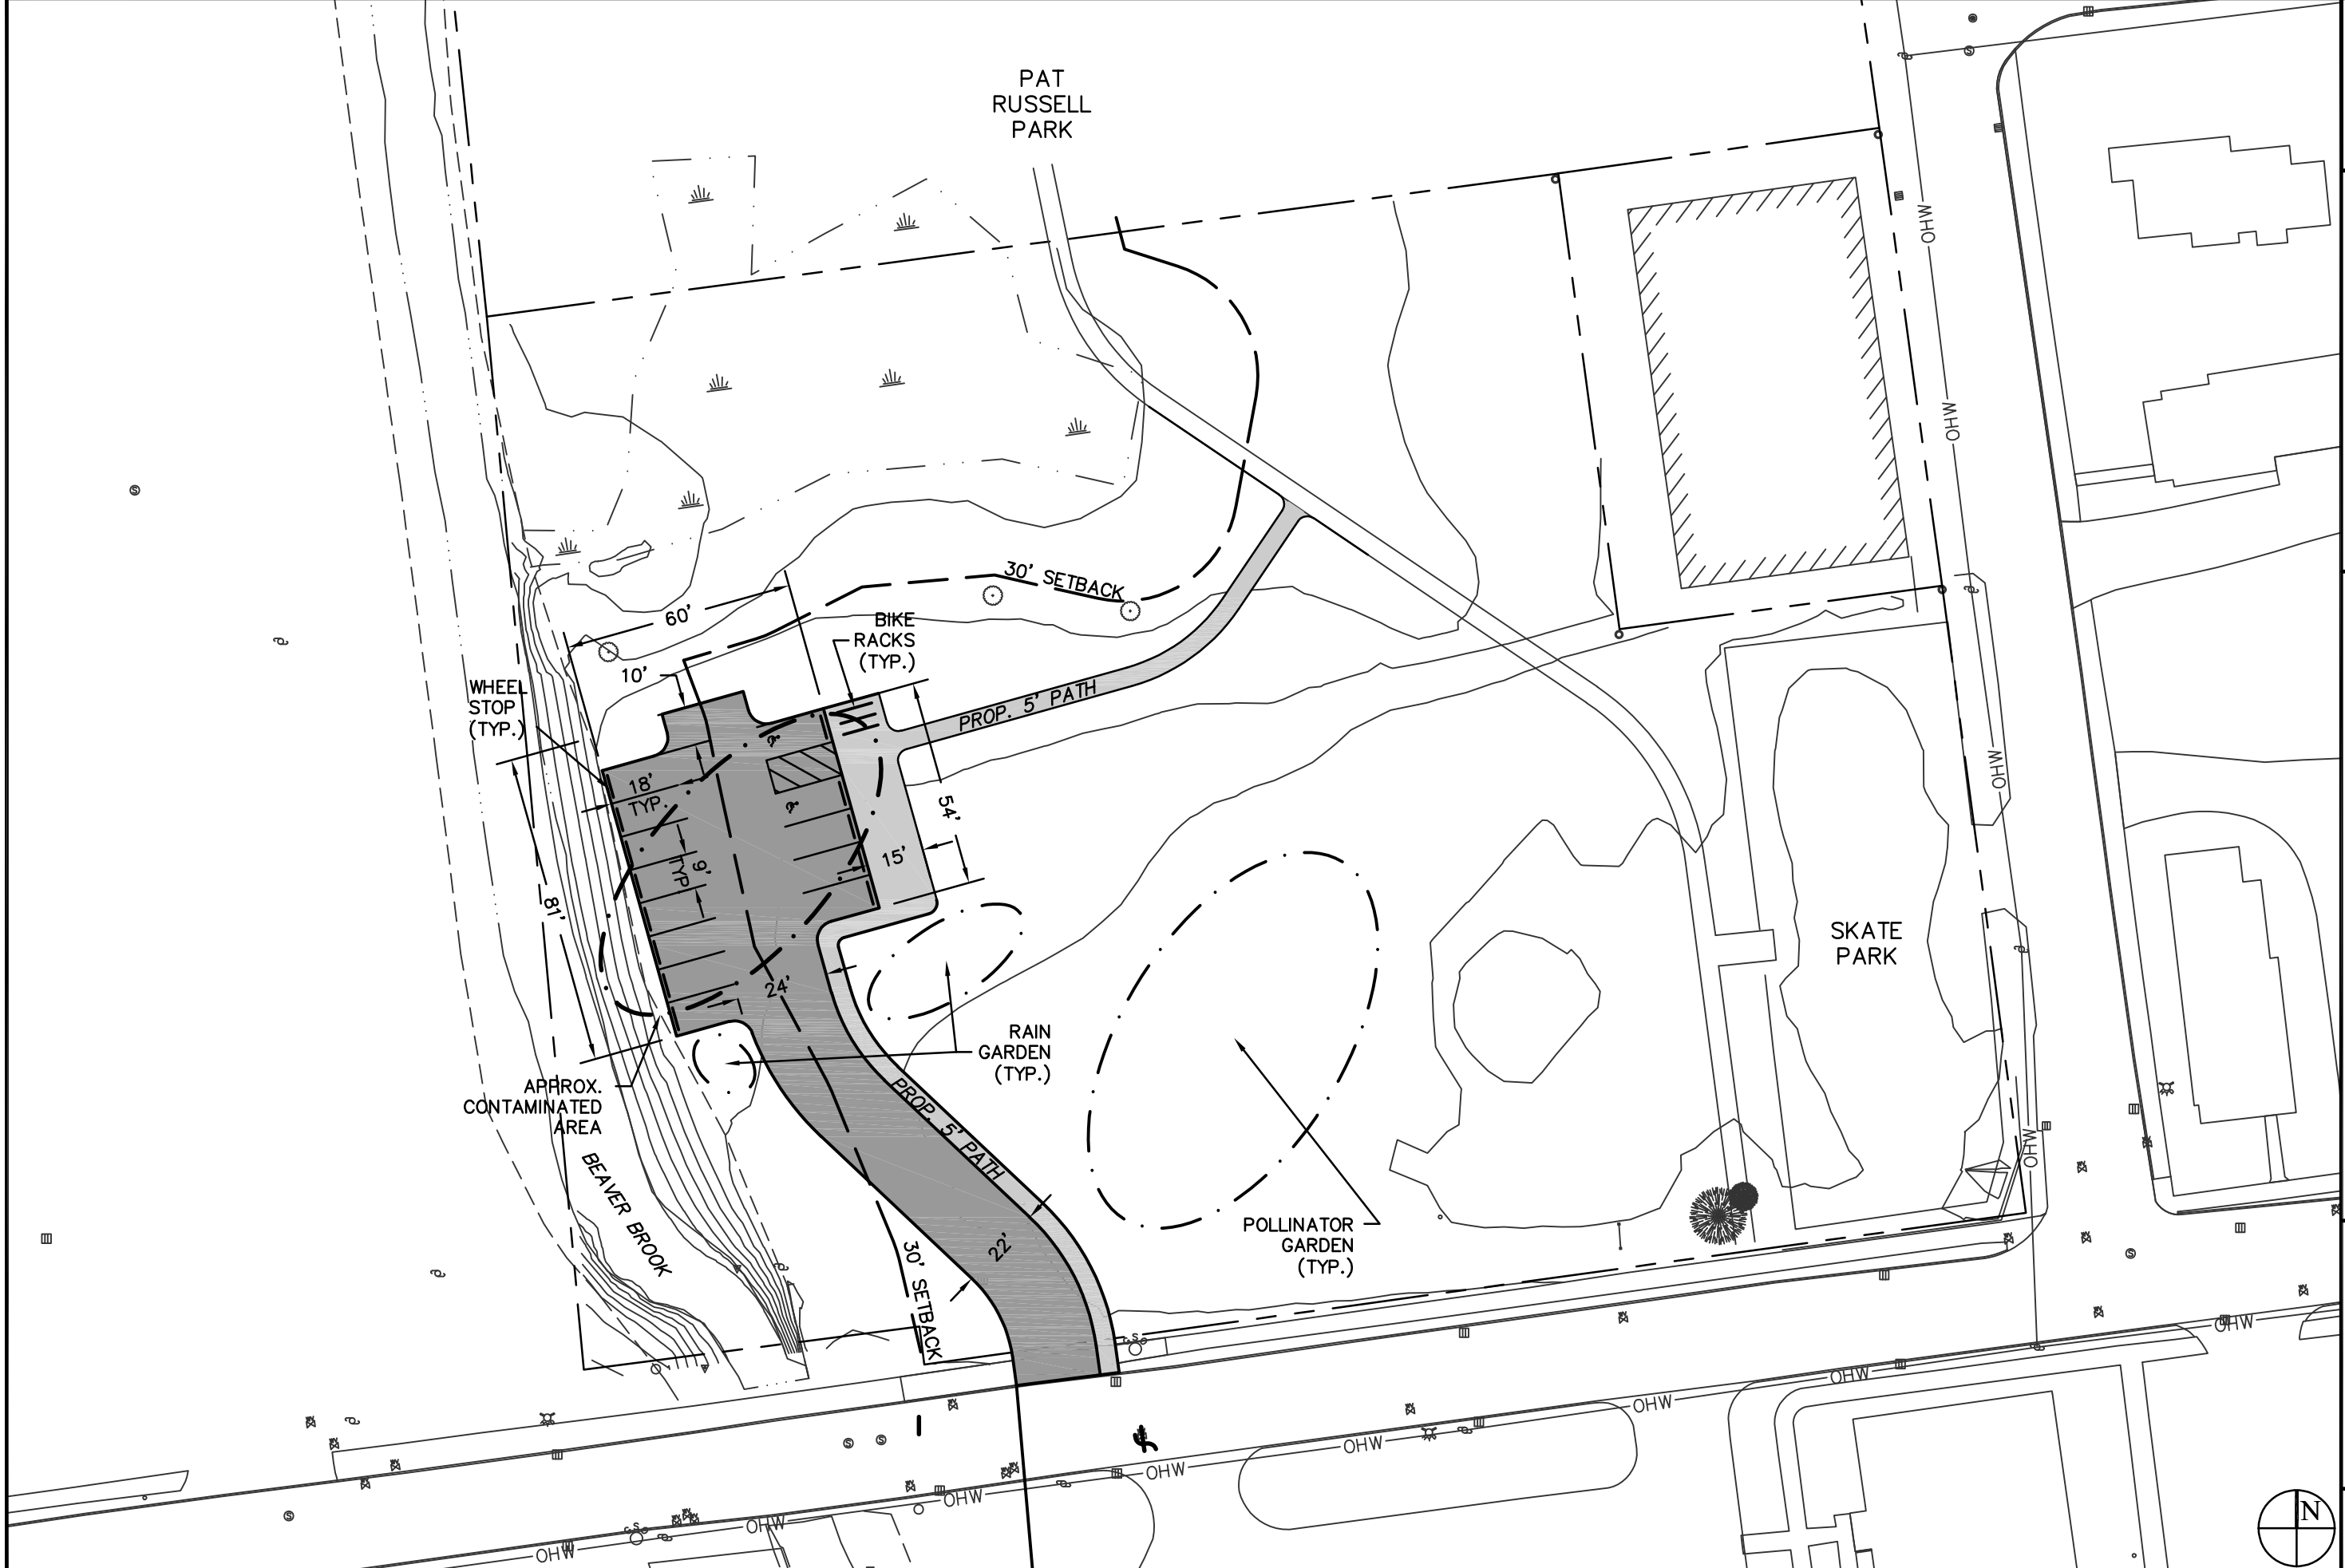 PAT
RUSSELL
PARK
OHW
OHW
30' SETBACK
60'
BIKE
RACKS
(TYP.)
10'
WHEEL
STOP
(TYP.)
PROP. 5' PATH
OHW
18'
TYP.
54'
15'
9'
TYP
81'
SKATE
PARK
24'
RAIN
GARDEN
(TYP.)
APPROX.
CONTAMINATED
AREA
PROP. 5' PATH
OHW
BEAVER BROOK
POLLINATOR
GARDEN
(TYP.)
22'
30' SETBACK
OHW
OHW
OHW
OHW
OHW
OHW
OHW
OHW
N